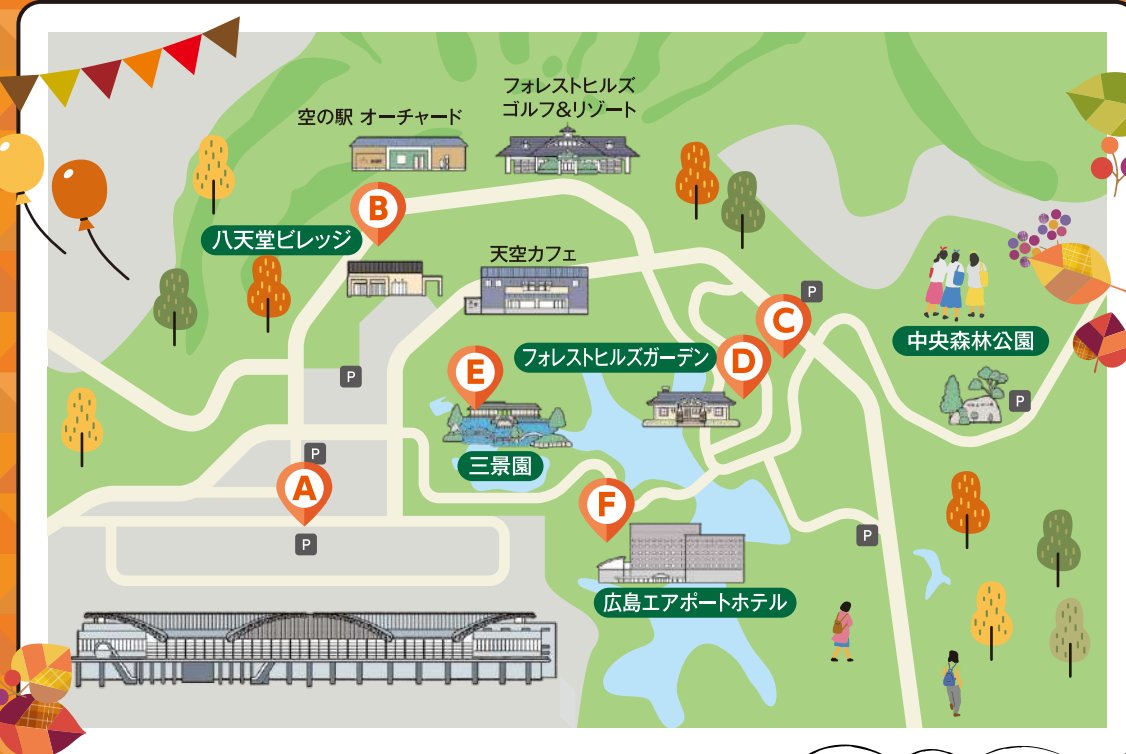 フォレストヒルズ
ゴルフ&リゾート
空の駅 オーチャード
B
八天堂ビレッジ
天空カフェ
P
C
中央森林公園
フォレストヒルズガーデン
D
E
P
P
三景園
P
A
F
P
P
広島エアポートホテル